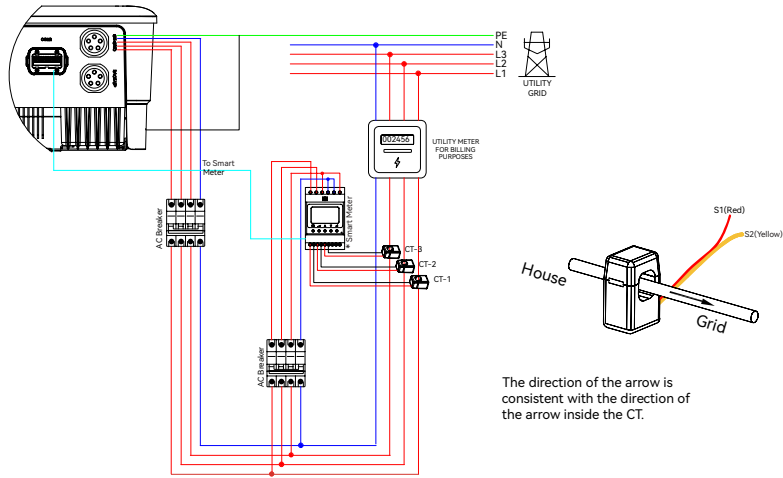 PE
N
L3
L2
L1
UTILITY
GRID
002456
UTILITY METER
FOR BILLING
PURPOSES
To Smart
Meter
AC Breaker
* Smart Meter
CT-3
CT-2
CT-1
AC Breaker
S1(Red)
S2(Yellow)
House
Grid
The direction of the arrow is
consistent with the direction of
the arrow inside the CT.